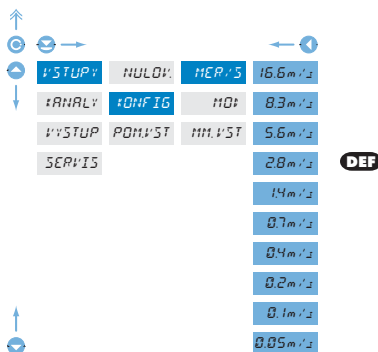 VSTUPY NULOV. MER/S 16.6m/s
KANALY KONFIG MOD 8.3m/s
VYSTUP POM.VST MM.VST 5.6m/s
SERVIS 2.8m/s DEF
1.4m/s
0.7m/s
0.4m/s
0.2m/s
0.1m/s
0.05m/s